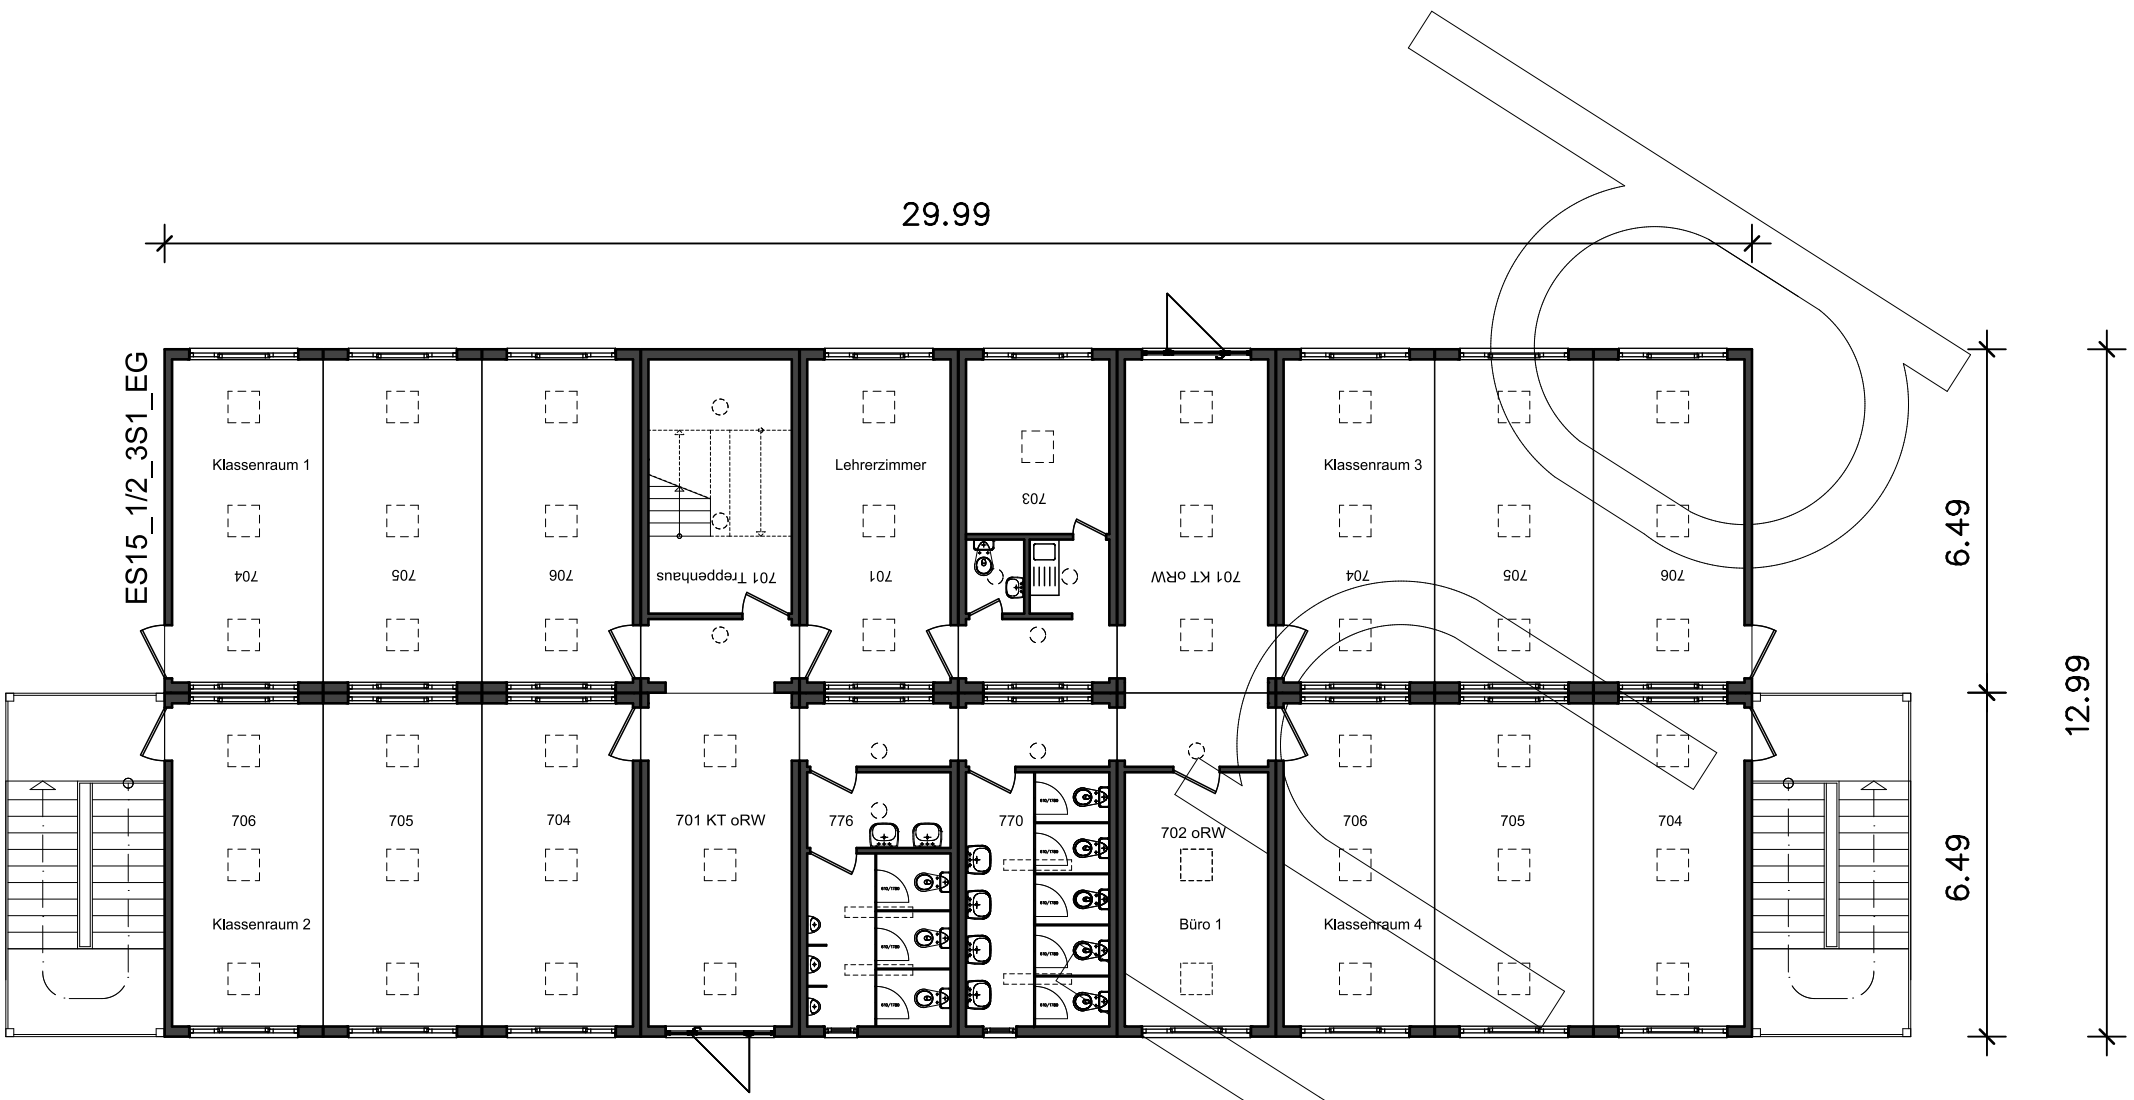 29.99
ES15_1/2_3S1_EG
Klassenraum 1
Lehrerzimmer
Klassenraum 3
703
6.49
704
705
706
701 Treppenhaus
701
701 KT oRW
704
705
706
12.99
706
705
704
701 KT oRW
776
770
702 oRW
706
705
704
6.49
Klassenraum 2
Büro 1
Klassenraum 4